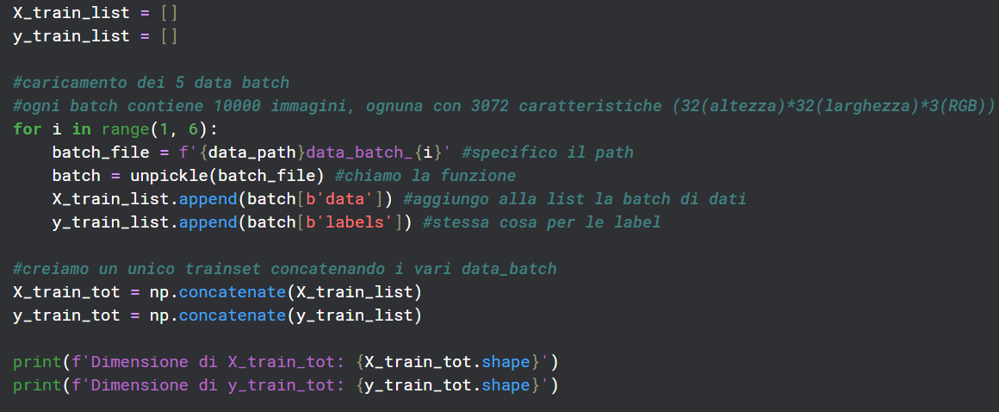 X_train_list = []
y_train_list = []
#caricamento dei 5 data batch
#ogni batch contiene 10000 immagini, ognuna con 3072 caratteristiche (32(altezza)*32(larghezza)*3(RGB))
for i in range(1, 6):
    batch_file = f'{data_path}data_batch_{i}' #specifico il path
    batch = unpickle(batch_file) #chiamo la funzione
    X_train_list.append(batch[b'data']) #aggiungo alla list la batch di dati
    y_train_list.append(batch[b'labels']) #stessa cosa per le label
#creiamo un unico trainset concatenando i vari data_batch
X_train_tot = np.concatenate(X_train_list)
y_train_tot = np.concatenate(y_train_list)
print(f'Dimensione di X_train_tot: {X_train_tot.shape}')
print(f'Dimensione di y_train_tot: {y_train_tot.shape}')